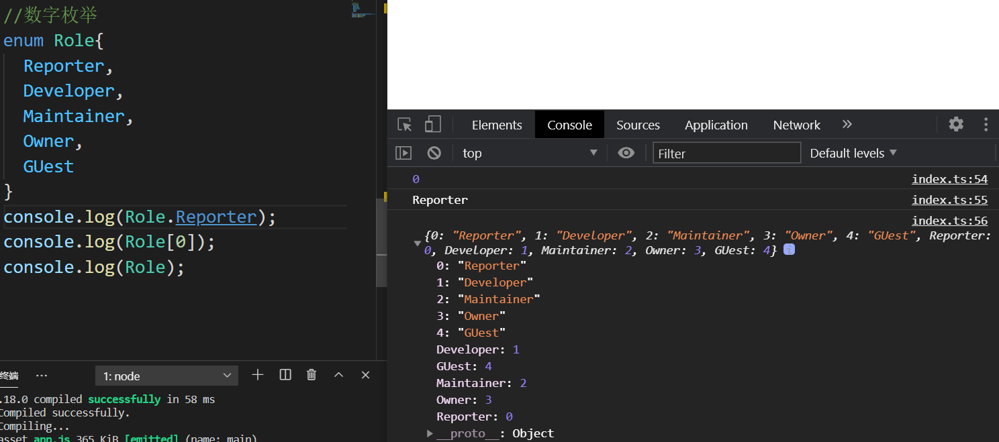 //数字枚举
enum Role{
Reporter,
Developer,
Maintainer,
Owner,
GUest
}
console.log(Role.Reporter);
console.log(Role[0]);
console.log(Role);
终端 ··· 1: node
.18.0 compiled successfully in 58 ms
Compiled successfully.
Compiling...
asset app.js 365 KiB [emitted] (name: main)
Elements Console Sources Application Network »
top Filter Default levels
0 index.ts:54
Reporter index.ts:55
index.ts:56
{0: "Reporter", 1: "Developer", 2: "Maintainer", 3: "Owner", 4: "GUest", Reporter:
0, Developer: 1, Maintainer: 2, Owner: 3, GUest: 4} i
0: "Reporter"
1: "Developer"
2: "Maintainer"
3: "Owner"
4: "GUest"
Developer: 1
GUest: 4
Maintainer: 2
Owner: 3
Reporter: 0
__proto__: Object